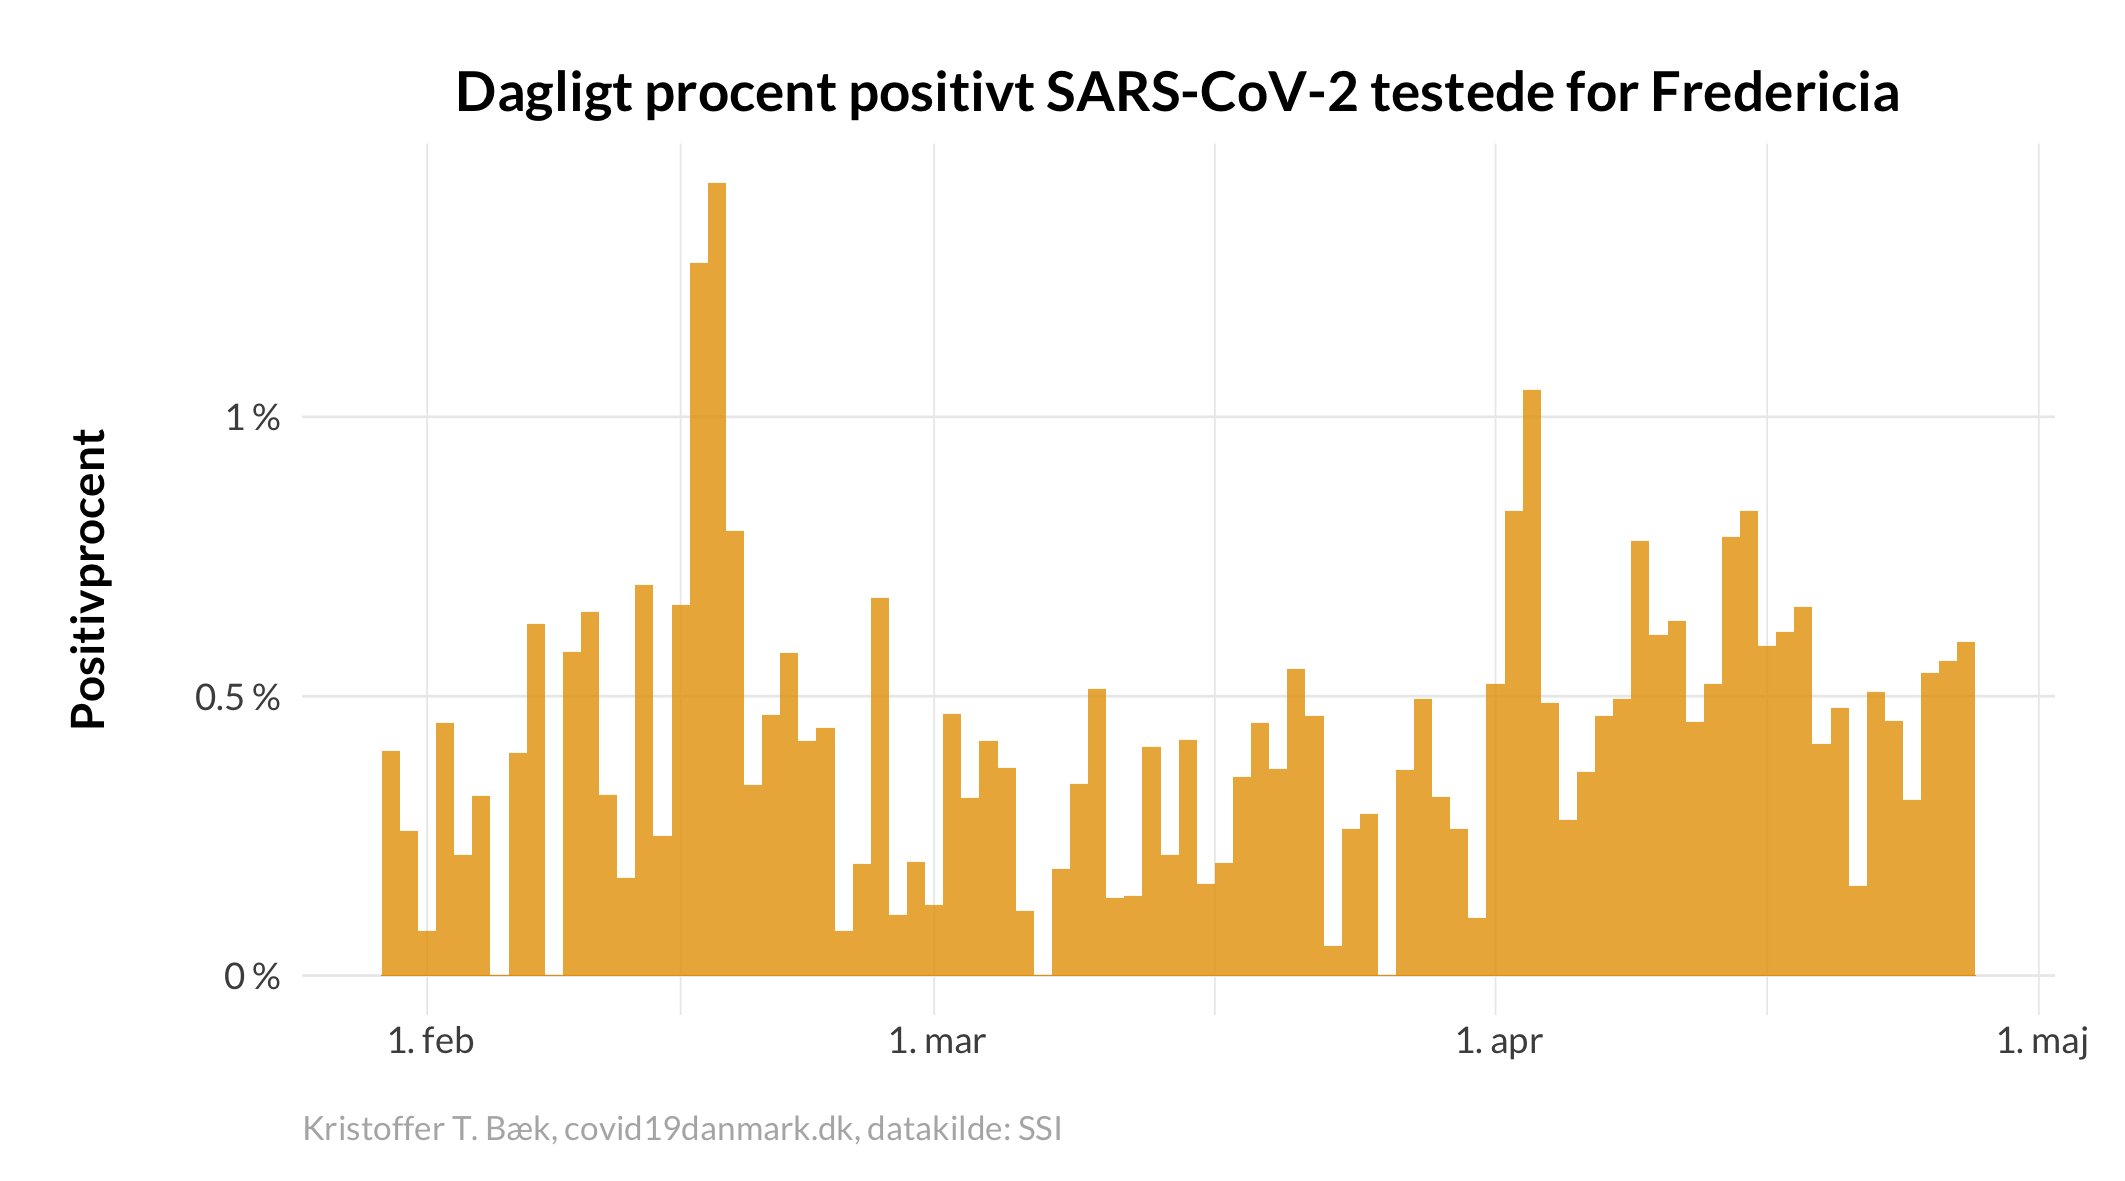 Dagligt procent positivt SARS-CoV-2 testede for Fredericia
Positivprocent
1 %
0.5 %
0 %
1. feb
1. mar
1. apr
1. maj
Kristoffer T. Bæk, covid19danmark.dk, datakilde: SSI